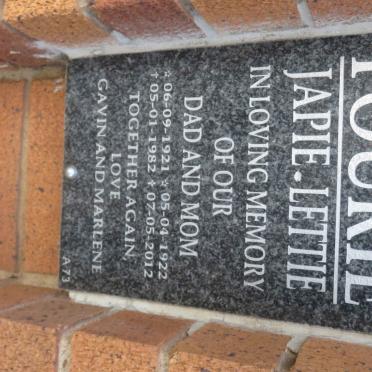 JAPIE • LETTIE
IN LOVING MEMORY
OF OUR
DAD AND MOM
☆ 06-09-1921 ☆ 05-04-1922
✝ 05-01-1982 ✝ 07-05-2012
TOGETHER AGAIN
LOVE
GAVIN AND MARLENE
A 73